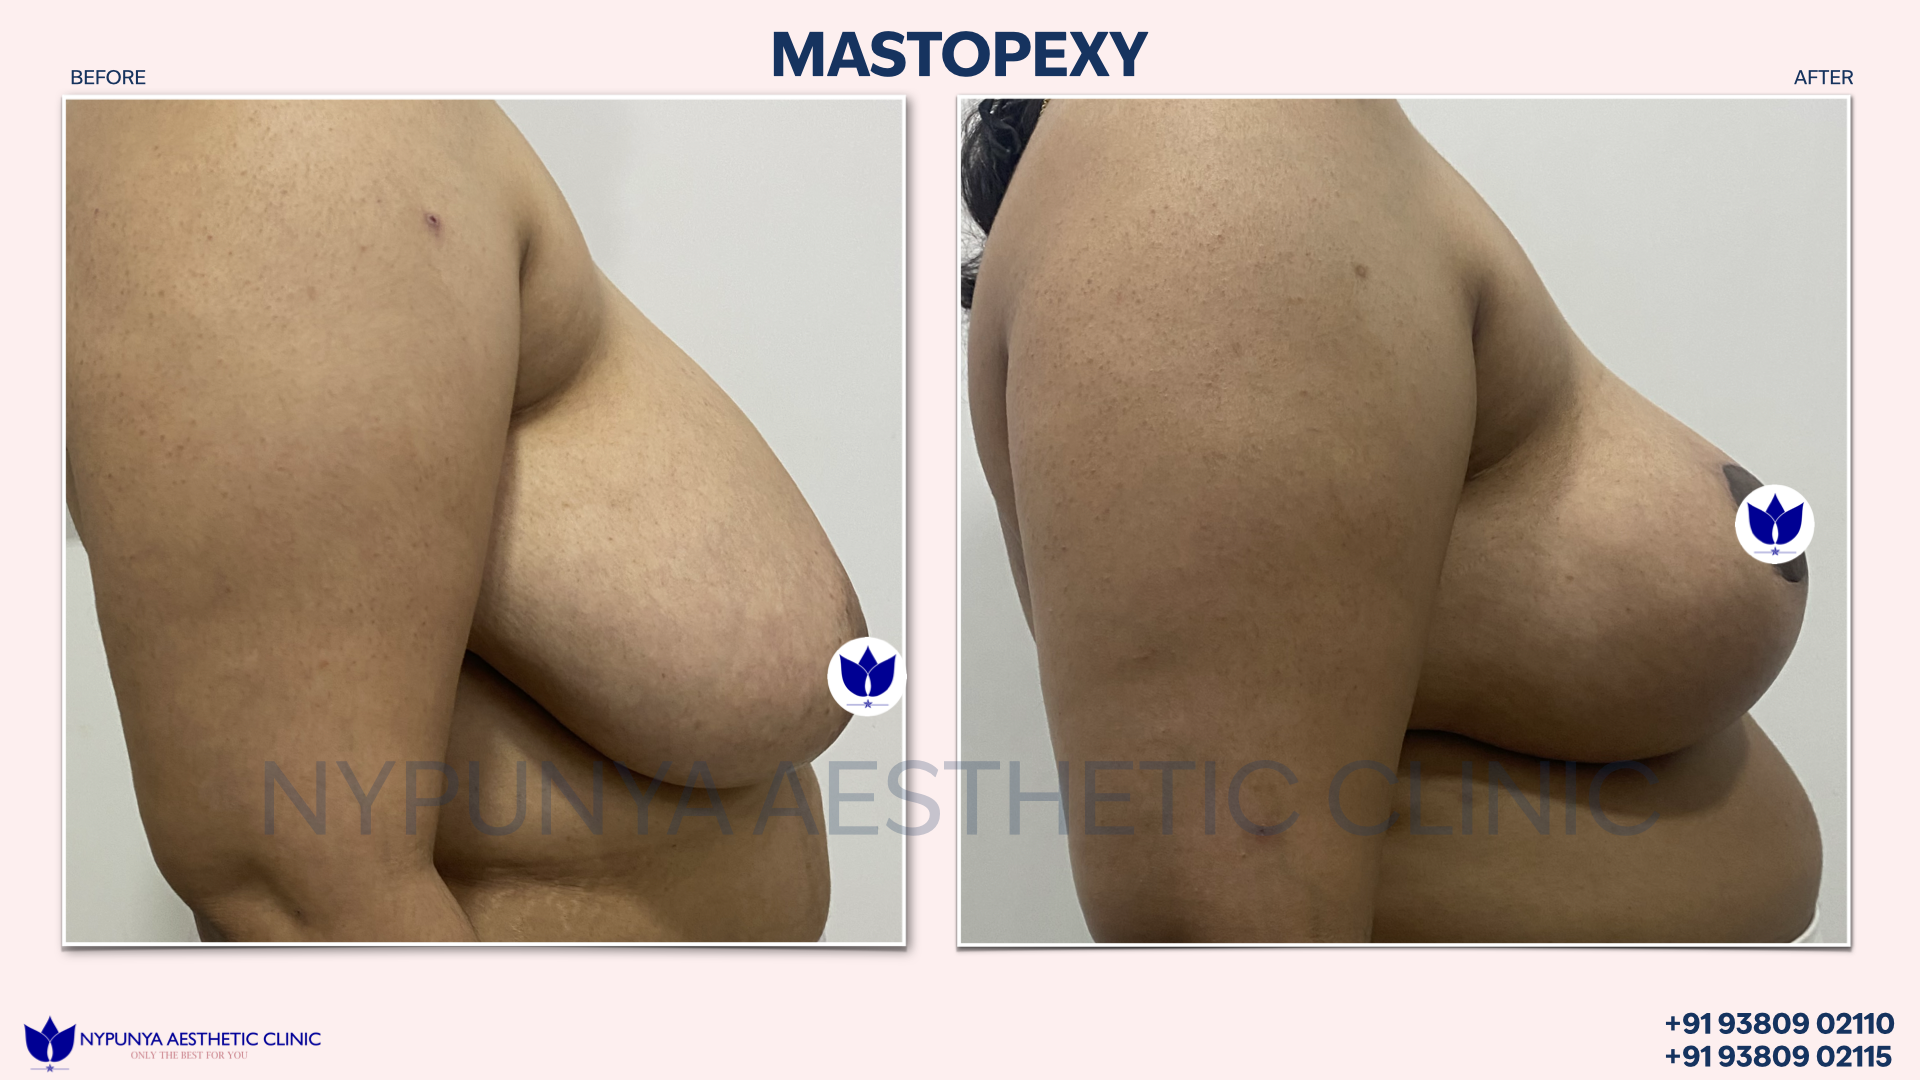 MASTOPEXY
BEFORE
AFTER
NYPUNYA AESTHETIC CLINIC
NYPUNYA AESTHETIC CLINIC
ONLY THE BEST FOR YOU
+91 93809 02110
+91 93809 02115